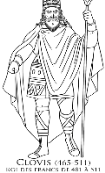 CLOVIS (465-511)
ROI DES FRANCS DE 481 À 511